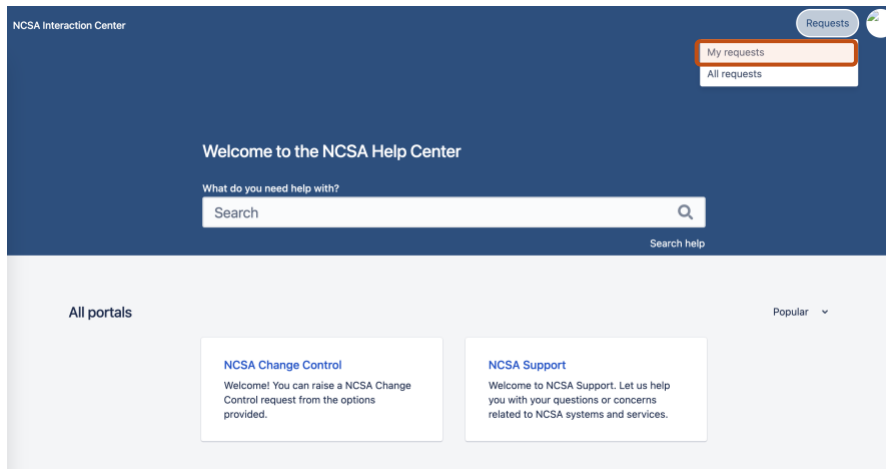 NCSA Interaction Center
Requests
My requests
All requests
Welcome to the NCSA Help Center
What do you need help with?
Search
Search help
All portals
Popular
NCSA Change Control
Welcome! You can raise a NCSA Change
Control request from the options
provided.
NCSA Support
Welcome to NCSA Support. Let us help
you with your questions or concerns
related to NCSA systems and services.